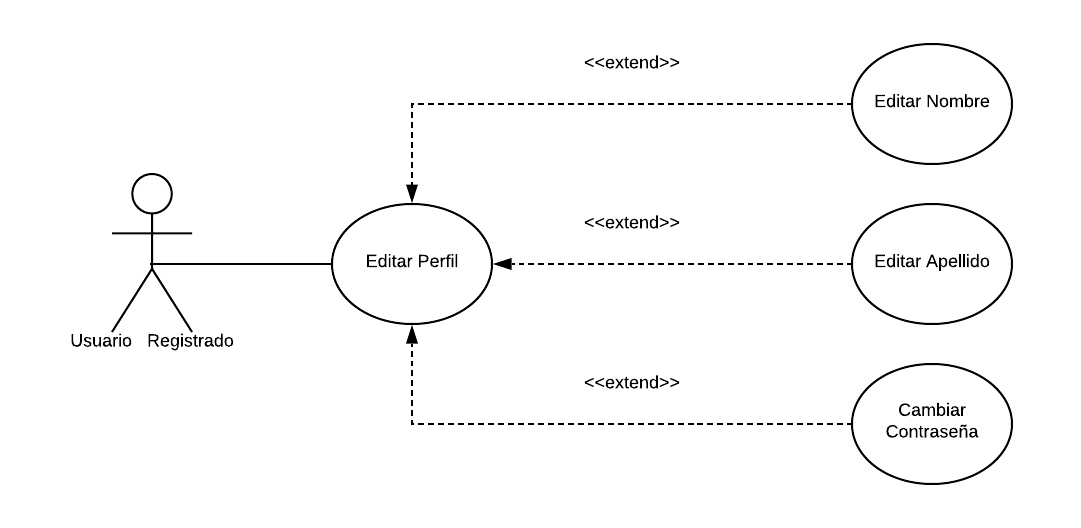 <<extend>>
Editar Nombre
<<extend>>
Editar Perfil
Editar Apellido
Usuario Registrado
<<extend>>
Cambiar
Contraseña